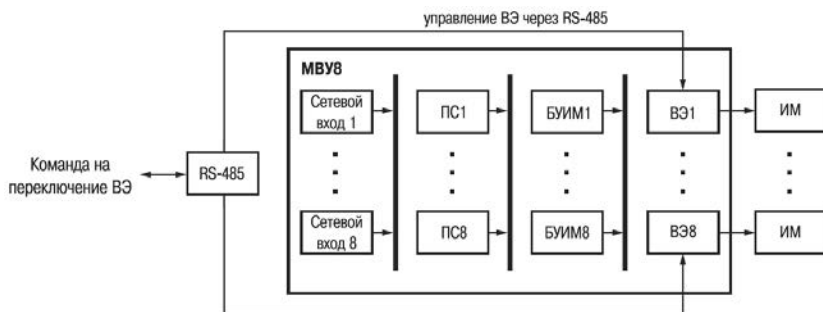 управление ВЭ через RS-485
МВУ8
Сетевой
вход 1
ПС1
БУИМ1
ВЭ1
ИМ
Команда на
переключение ВЭ
RS-485
Сетевой
вход 8
ПС8
БУИМ8
ВЭ8
ИМ